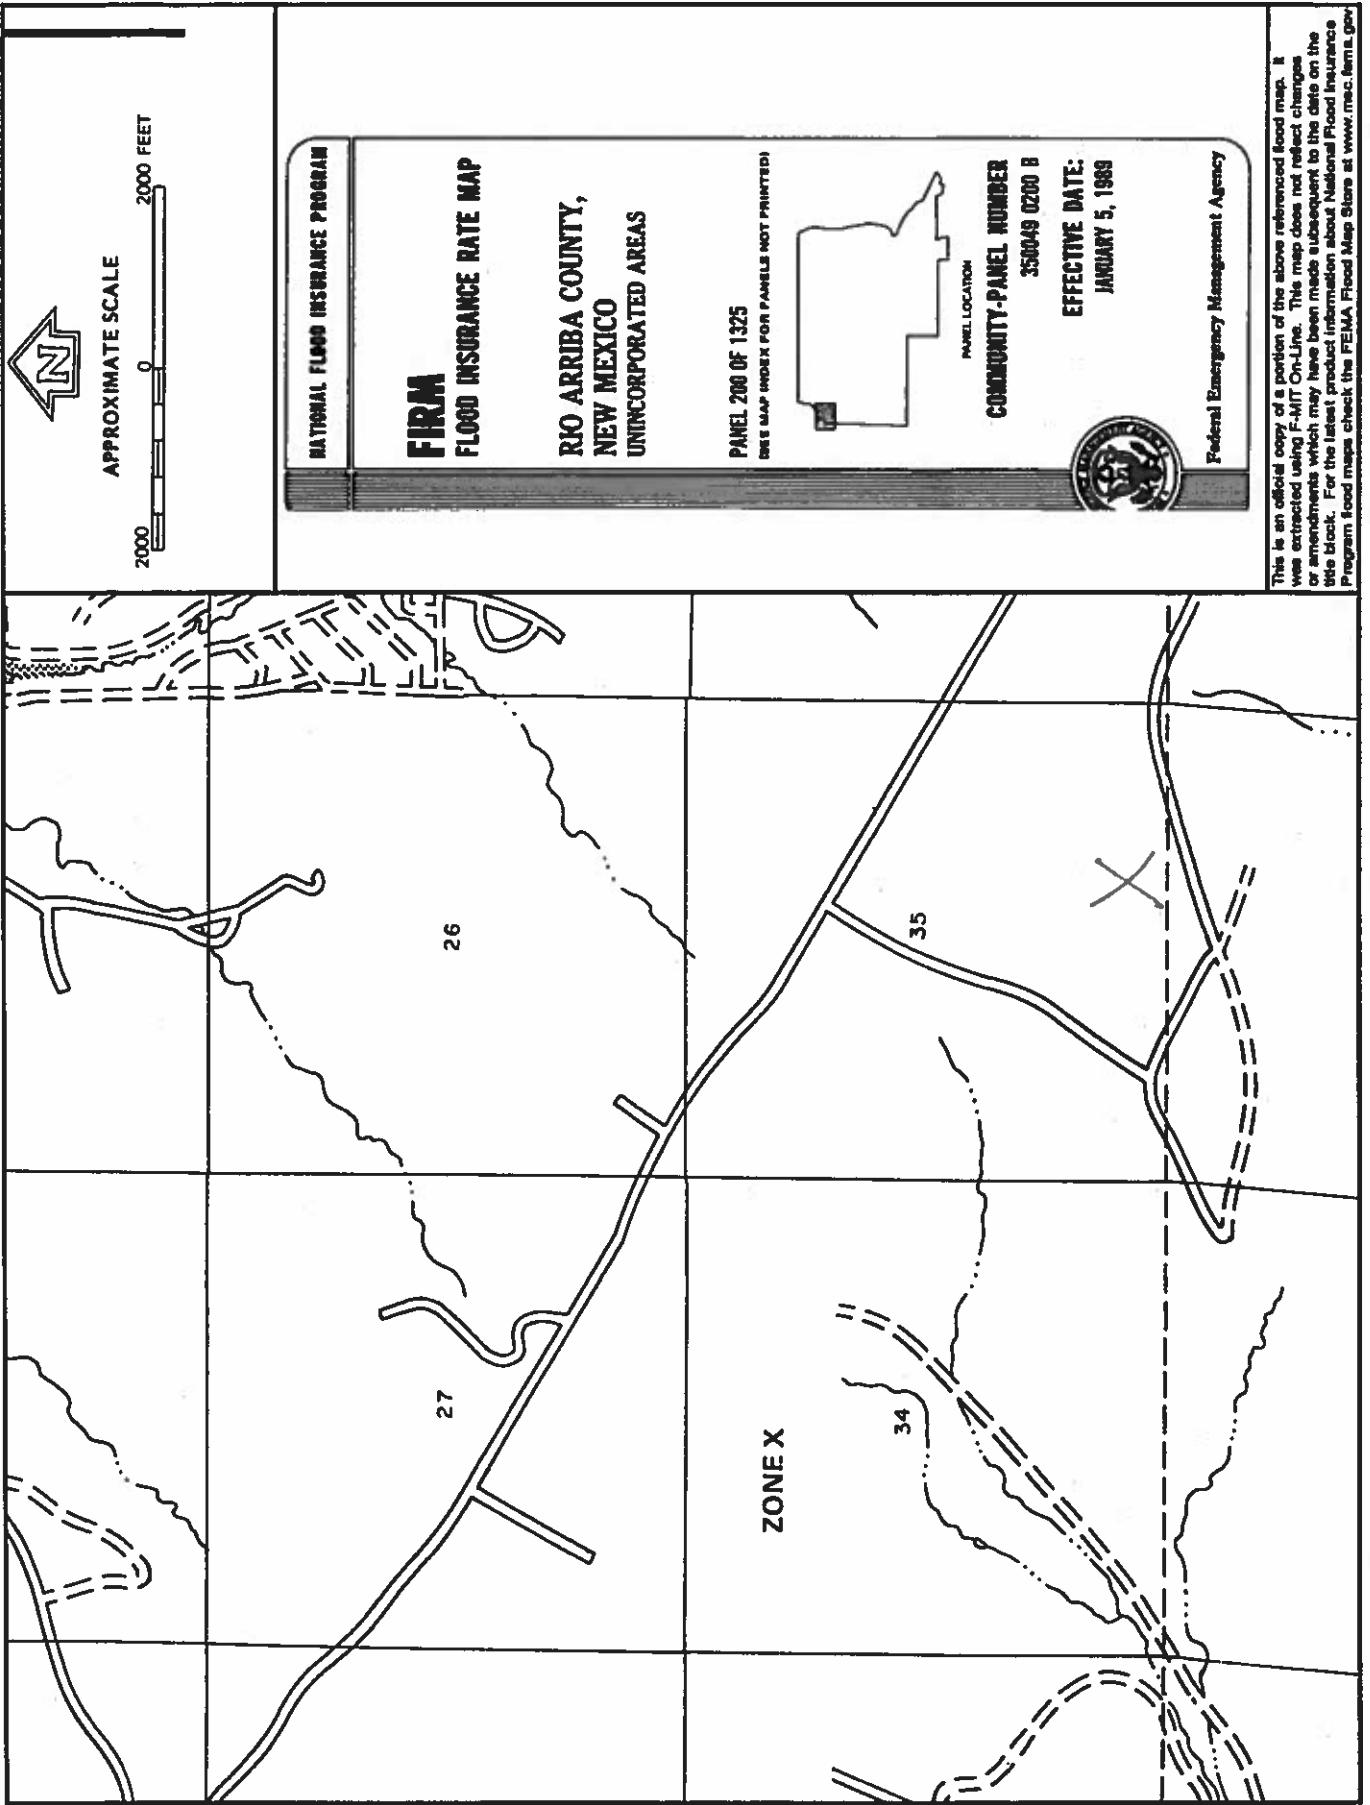 N
APPROXIMATE SCALE
2000 0 2000 FEET
NATIONAL FLOOD INSURANCE PROGRAM
FIRM
FLOOD INSURANCE RATE MAP
RIO ARRIBA COUNTY,
NEW MEXICO
UNINCORPORATED AREAS
PANEL 200 OF 1325
(SEE MAP INDEX FOR PANELS NOT PRINTED)
PANEL LOCATION
COMMUNITY-PANEL NUMBER
350049 0200 B
EFFECTIVE DATE:
JANUARY 5, 1989
Federal Emergency Management Agency
This is an official copy of a portion of the above referenced flood map. It
was extracted using F-MIT On-Line. This map does not reflect changes
or amendments which may have been made subsequent to the date on the
title block. For the latest product information about National Flood Insurance
Program flood maps check the FEMA Flood Map Store at www.msc.fema.gov
26
27
35
34
ZONE X